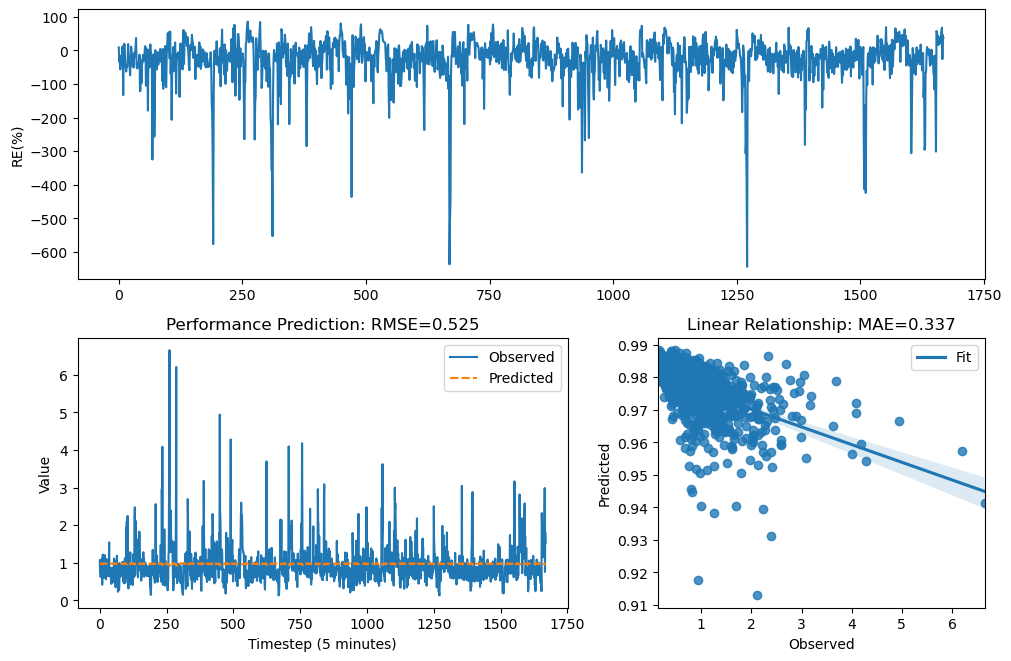 100
0
−100
−200
−300
−400
−500
−600
RE(%)
0 250 500 750 1000 1250 1500 1750
Performance Prediction: RMSE=0.525
Observed
Predicted
6
5
4
3
2
1
0
Value
0 250 500 750 1000 1250 1500 1750
Timestep (5 minutes)
Linear Relationship: MAE=0.337
Fit
0.99
0.98
0.97
0.96
0.95
0.94
0.93
0.92
0.91
Predicted
1 2 3 4 5 6
Observed